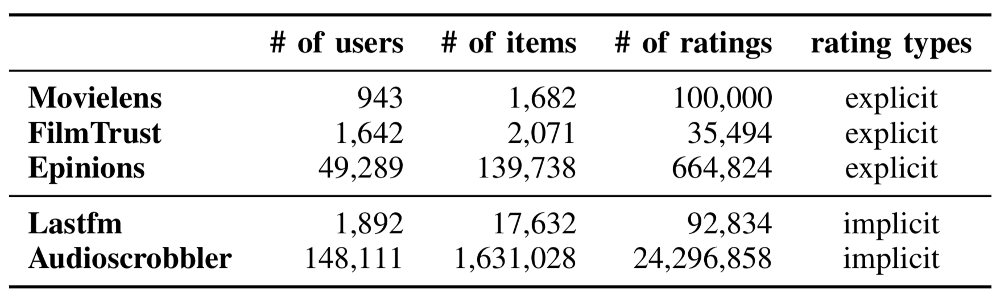 # of users # of items # of ratings rating types
Movielens 943 1,682 100,000 explicit
FilmTrust 1,642 2,071 35,494 explicit
Epinions 49,289 139,738 664,824 explicit
Lastfm 1,892 17,632 92,834 implicit
Audioscrobbler 148,111 1,631,028 24,296,858 implicit